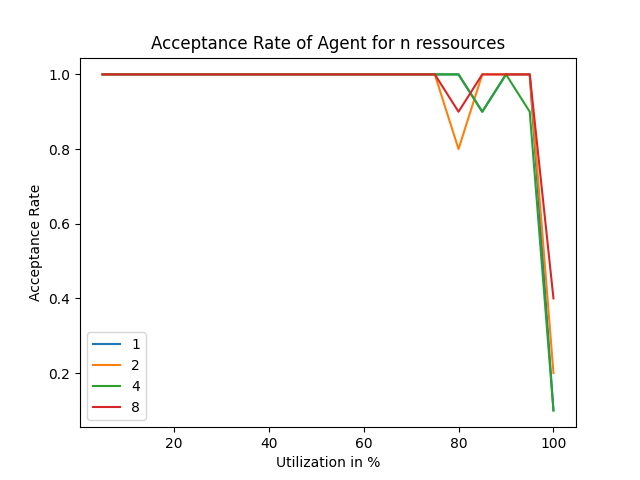 Acceptance Rate of Agent for n ressources
1.0
0.8
0.6
0.4
0.2
Acceptance Rate
1
2
4
8
20 40 60 80 100
Utilization in %